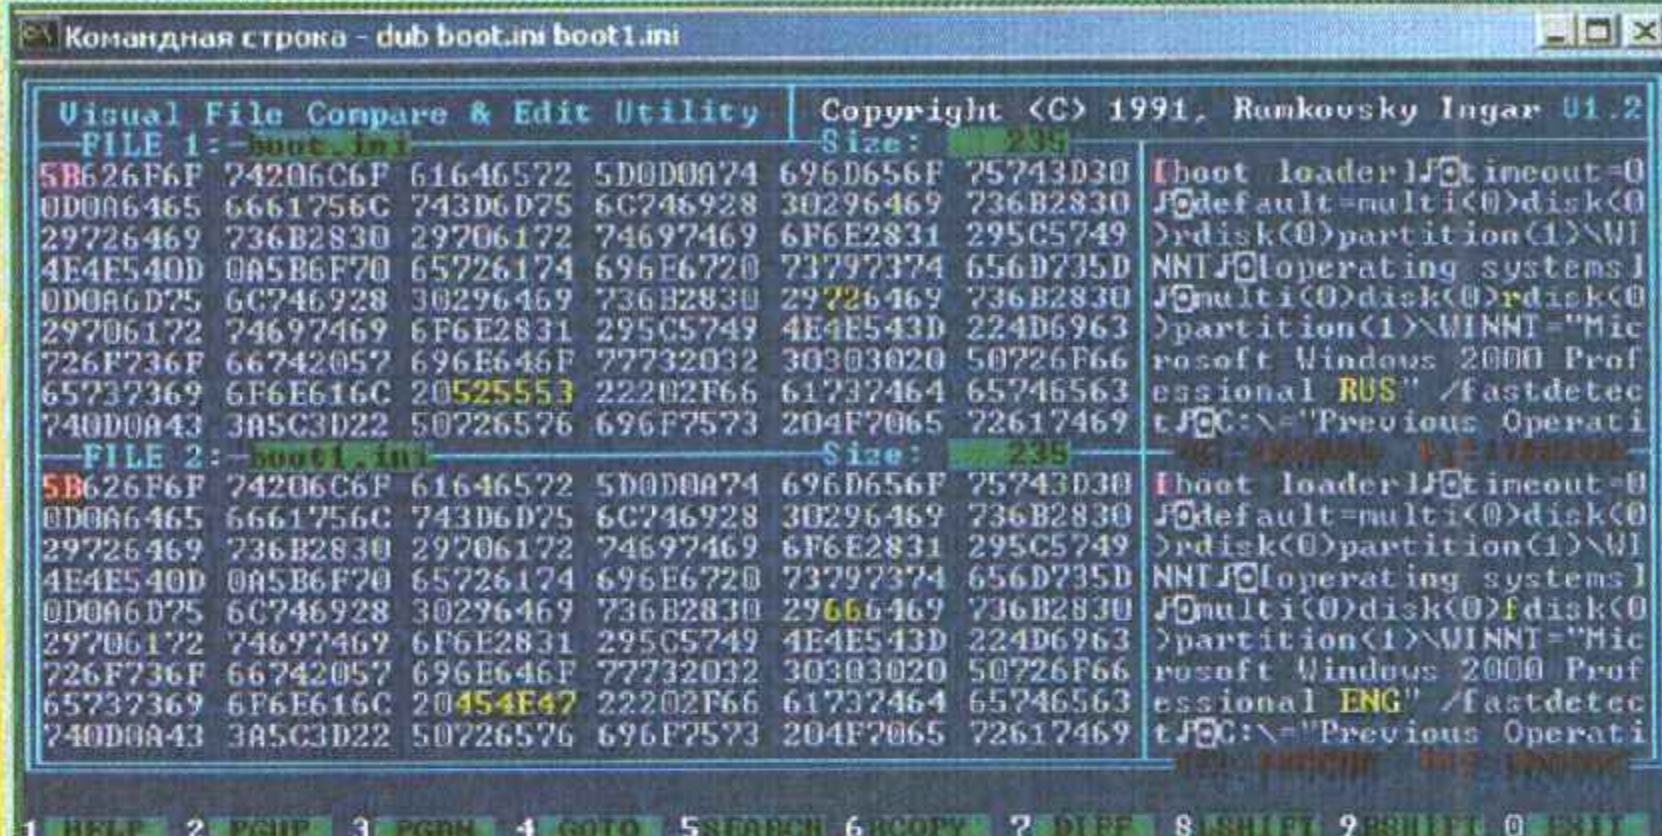 Командная строка - dub boot.ini boot1.ini
Visual File Compare & Edit Utility Copyright (C) 1991, Rumkovsky Ingar V1.2
FILE 1: boot.ini Size: 235
5B626F6F 74206C6F 61646572 5D0D0A74 696D656F 75743D30 [boot loader]♪◙timeout=0
0D0A6465 6661756C 743D6D75 6C746928 30296469 736B2830 ♪◙default=multi(0)disk(0
29726469 736B2830 29706172 74697469 6F6E2831 295C5749 )rdisk(0)partition(1)\WI
4E4E540D 0A5B6F70 65726174 696E6720 73797374 656D735D NNT♪◙[operating systems]
0D0A6D75 6C746928 30296469 736B2830 29726469 736B2830 ♪◙multi(0)disk(0)rdisk(0
29706172 74697469 6F6E2831 295C5749 4E4E543D 224D6963 )partition(1)\WINNT="Mic
726F736F 66742057 696E646F 77732032 30303020 50726F66 rosoft Windows 2000 Prof
65737369 6F6E616C 20525553 22202F66 61737464 65746563 essional RUS" /fastdetec
740D0A43 3A5C3D22 50726576 696F7573 204F7065 72617469 t♪◙C:\="Previous Operati
FILE 2: boot1.ini Size: 235
5B626F6F 74206C6F 61646572 5D0D0A74 696D656F 75743D30 [boot loader]♪◙timeout=0
0D0A6465 6661756C 743D6D75 6C746928 30296469 736B2830 ♪◙default=multi(0)disk(0
29726469 736B2830 29706172 74697469 6F6E2831 295C5749 )rdisk(0)partition(1)\WI
4E4E540D 0A5B6F70 65726174 696E6720 73797374 656D735D NNT♪◙[operating systems]
0D0A6D75 6C746928 30296469 736B2830 29666469 736B2830 ♪◙multi(0)disk(0)fdisk(0
29706172 74697469 6F6E2831 295C5749 4E4E543D 224D6963 )partition(1)\WINNT="Mic
726F736F 66742057 696E646F 77732032 30303020 50726F66 rosoft Windows 2000 Prof
65737369 6F6E616C 20454E47 22202F66 61737464 65746563 essional ENG" /fastdetec
740D0A43 3A5C3D22 50726576 696F7573 204F7065 72617469 t♪◙C:\="Previous Operati
1 HELP 2 PGUP 3 PGDN 4 GOTO 5 SEARCH 6 BCOPY 7 DIFF 8 LSHIFT 9 RSHIFT 0 EXIT